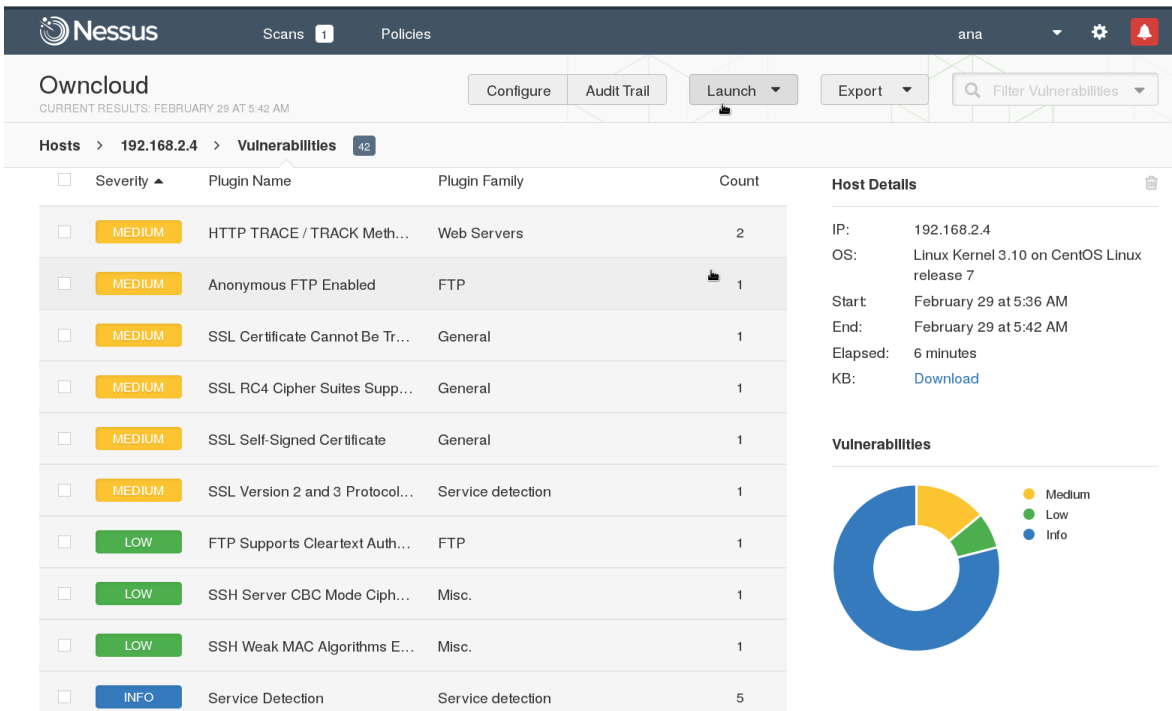 Nessus Scans 1 Policies ana
Owncloud
CURRENT RESULTS: FEBRUARY 29 AT 5:42 AM
Configure Audit Trail Launch Export Filter Vulnerabilities
Hosts > 192.168.2.4 > Vulnerabilities 42
Severity Plugin Name Plugin Family Count
MEDIUM HTTP TRACE / TRACK Meth... Web Servers 2
MEDIUM Anonymous FTP Enabled FTP 1
MEDIUM SSL Certificate Cannot Be Tr... General 1
MEDIUM SSL RC4 Cipher Suites Supp... General 1
MEDIUM SSL Self-Signed Certificate General 1
MEDIUM SSL Version 2 and 3 Protocol... Service detection 1
LOW FTP Supports Cleartext Auth... FTP 1
LOW SSH Server CBC Mode Ciph... Misc. 1
LOW SSH Weak MAC Algorithms E... Misc. 1
INFO Service Detection Service detection 5
Host Details
IP: 192.168.2.4
OS: Linux Kernel 3.10 on CentOS Linux
release 7
Start: February 29 at 5:36 AM
End: February 29 at 5:42 AM
Elapsed: 6 minutes
KB: Download
Vulnerabilities
Medium
Low
Info